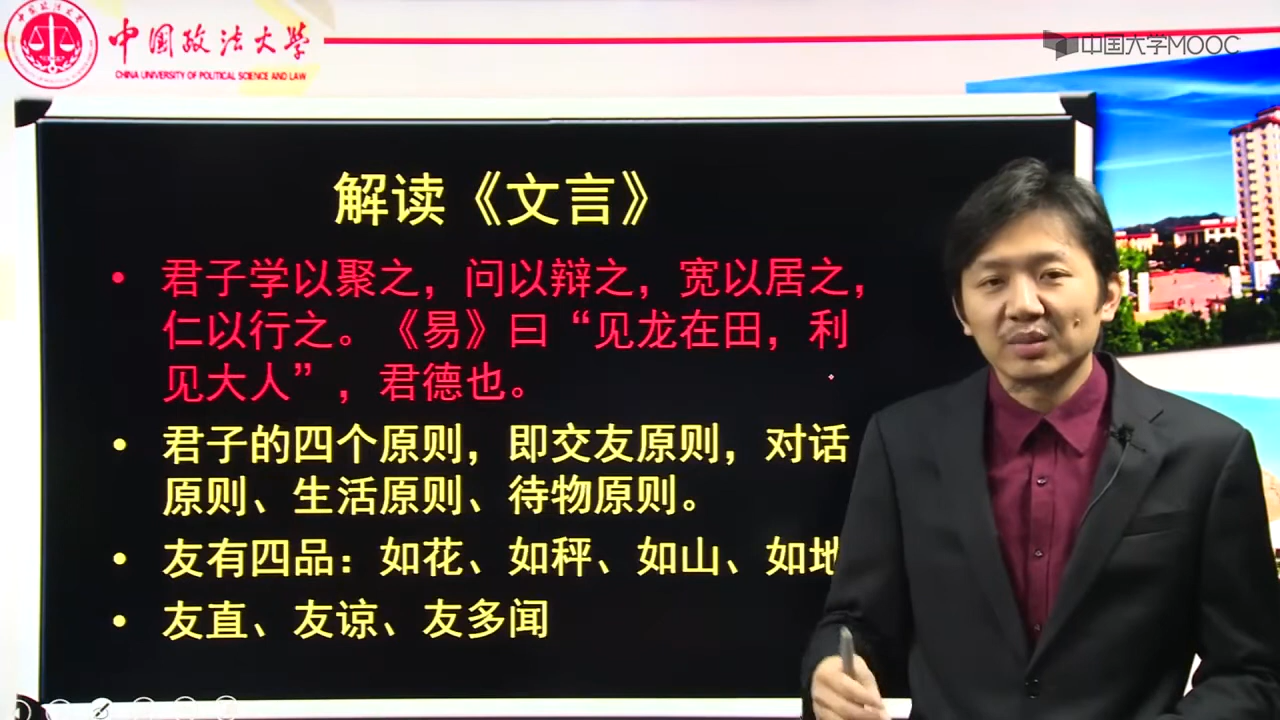 中国政法大学
CHINA UNIVERSITY OF POLITICAL SCIENCE AND LAW
中国大学MOOC
解读《文言》
• 君子学以聚之，问以辩之，宽以居之，
仁以行之。《易》曰“见龙在田，利
见大人”，君德也。
• 君子的四个原则，即交友原则，对话
原则、生活原则、待物原则。
• 友有四品：如花、如秤、如山、如地
• 友直、友谅、友多闻